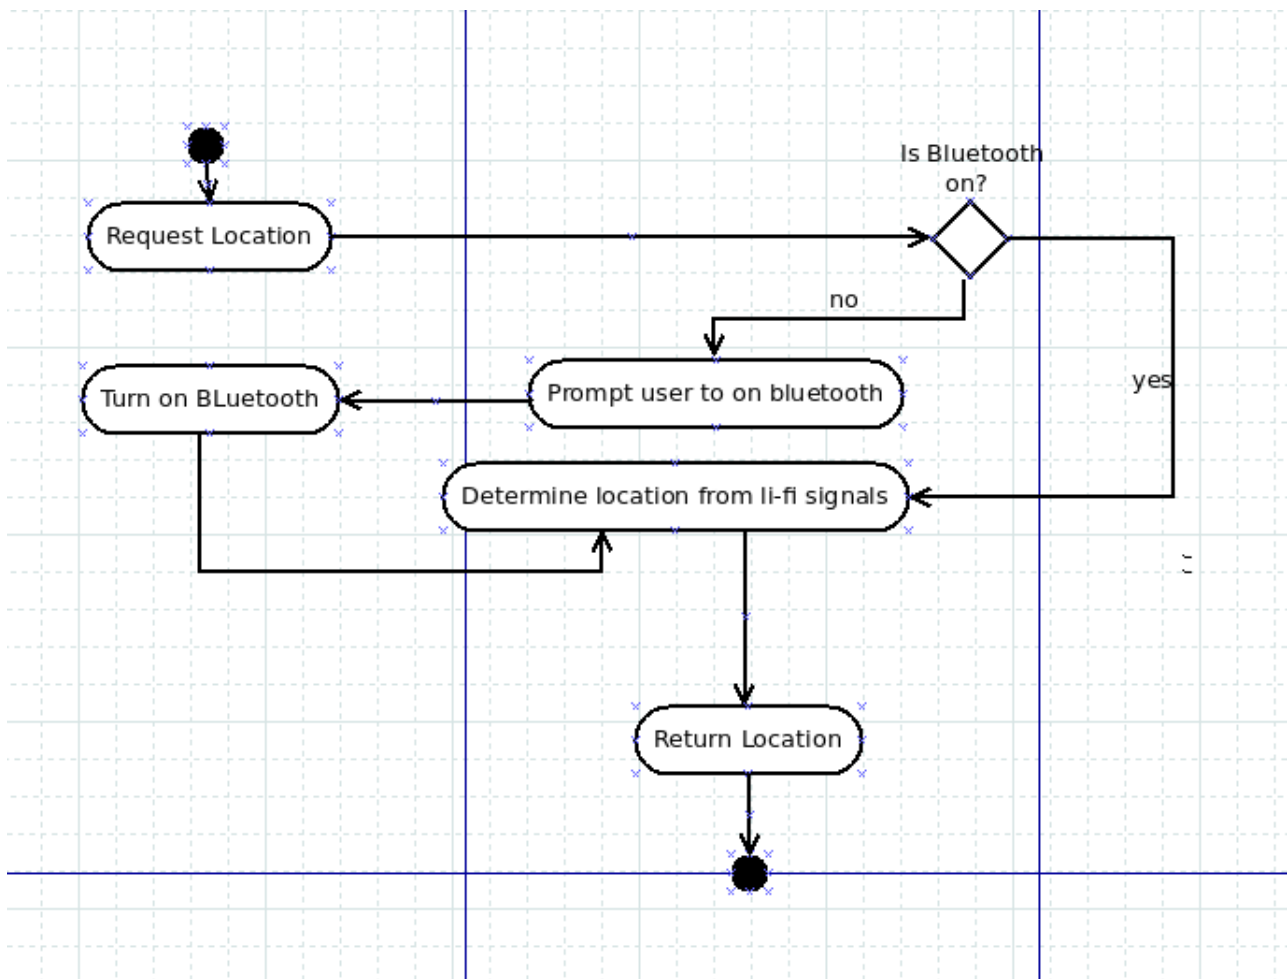 Is Bluetooth
on?
Request Location
no
yes
Prompt user to on bluetooth
Turn on BLuetooth
Determine location from li-fi signals
Return Location